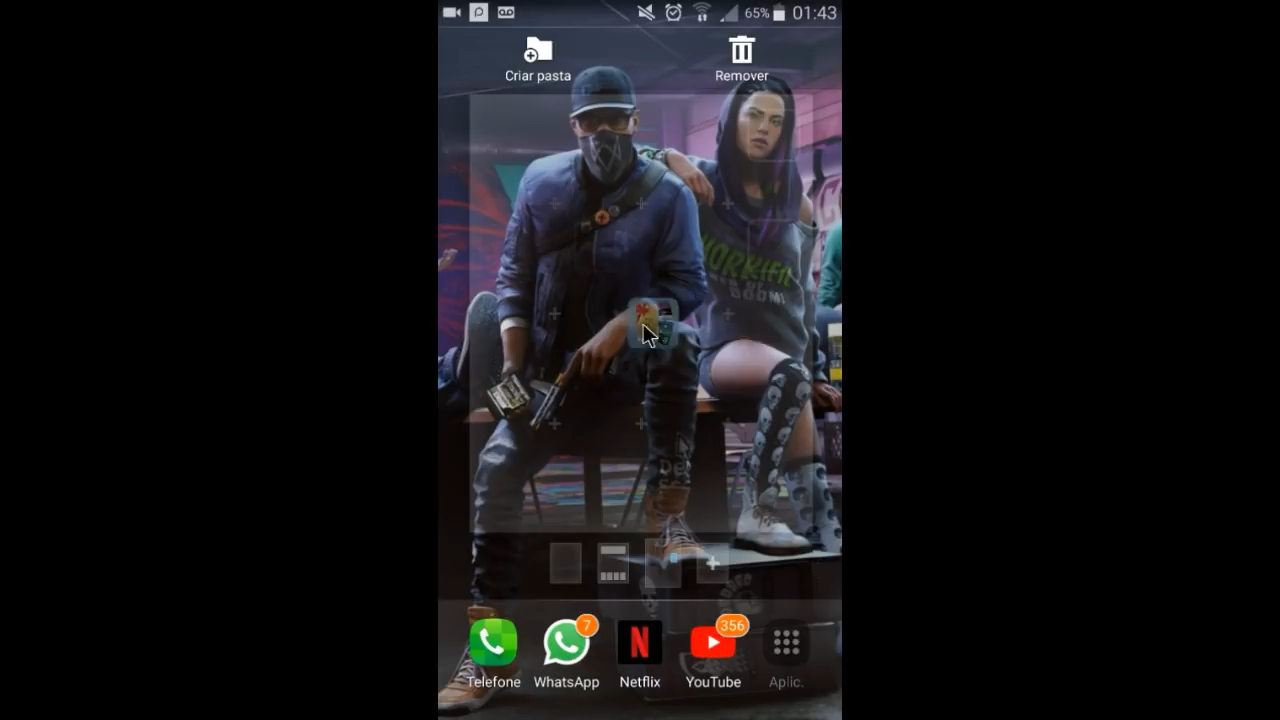 65% 01:43
Criar pasta
Remover
7
356
Telefone
WhatsApp
Netflix
YouTube
Aplic.